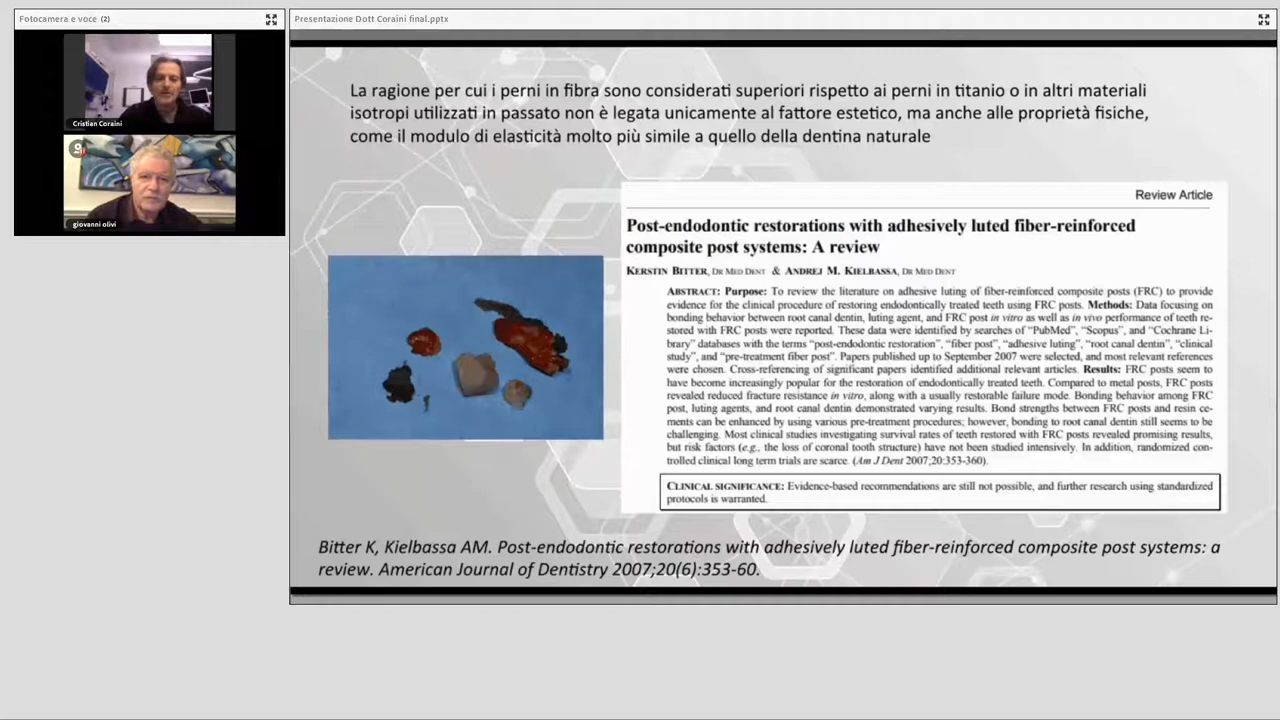 Fotocamera e voce (2)
Cristian Coraini
giovanni olivi
Presentazione Dott Coraini final.pptx
La ragione per cui i perni in fibra sono considerati superiori rispetto ai perni in titanio o in altri materiali
isotropi utilizzati in passato non è legata unicamente al fattore estetico, ma anche alle proprietà fisiche,
come il modulo di elasticità molto più simile a quello della dentina naturale
Review Article
Post-endodontic restorations with adhesively luted fiber-reinforced
composite post systems: A review
KERSTIN BITTER, DR MED DENT & ANDREJ M. KIELBASSA, DR MED DENT
ABSTRACT: Purpose: To review the literature on adhesive luting of fiber-reinforced composite posts (FRC) to provide
evidence for the clinical procedure of restoring endodontically treated teeth using FRC posts. Methods: Data focusing on
bonding behavior between root canal dentin, luting agent, and FRC post in vitro as well as in vivo performance of teeth re-
stored with FRC posts were reported. These data were identified by searches of "PubMed", "Scopus", and "Cochrane Li-
brary" databases with the terms "post-endodontic restoration", "fiber post", "adhesive luting", "root canal dentin", "clinical
study", and "pre-treatment fiber post". Papers published up to September 2007 were selected, and most relevant references
were chosen. Cross-referencing of significant papers identified additional relevant articles. Results: FRC posts seem to
have become increasingly popular for the restoration of endodontically treated teeth. Compared to metal posts, FRC posts
revealed reduced fracture resistance in vitro, along with a usually restorable failure mode. Bonding behavior among FRC
post, luting agents, and root canal dentin demonstrated varying results. Bond strengths between FRC posts and resin ce-
ments can be enhanced by using various pre-treatment procedures; however, bonding to root canal dentin still seems to be
challenging. Most clinical studies investigating survival rates of teeth restored with FRC posts revealed promising results,
but risk factors (e.g., the loss of coronal tooth structure) have not been studied intensively. In addition, randomized con-
trolled clinical long term trials are scarce. (Am J Dent 2007;20:353-360).
CLINICAL SIGNIFICANCE: Evidence-based recommendations are still not possible, and further research using standardized
protocols is warranted.
Bitter K, Kielbassa AM. Post-endodontic restorations with adhesively luted fiber-reinforced composite post systems: a
review. American Journal of Dentistry 2007;20(6):353-60.